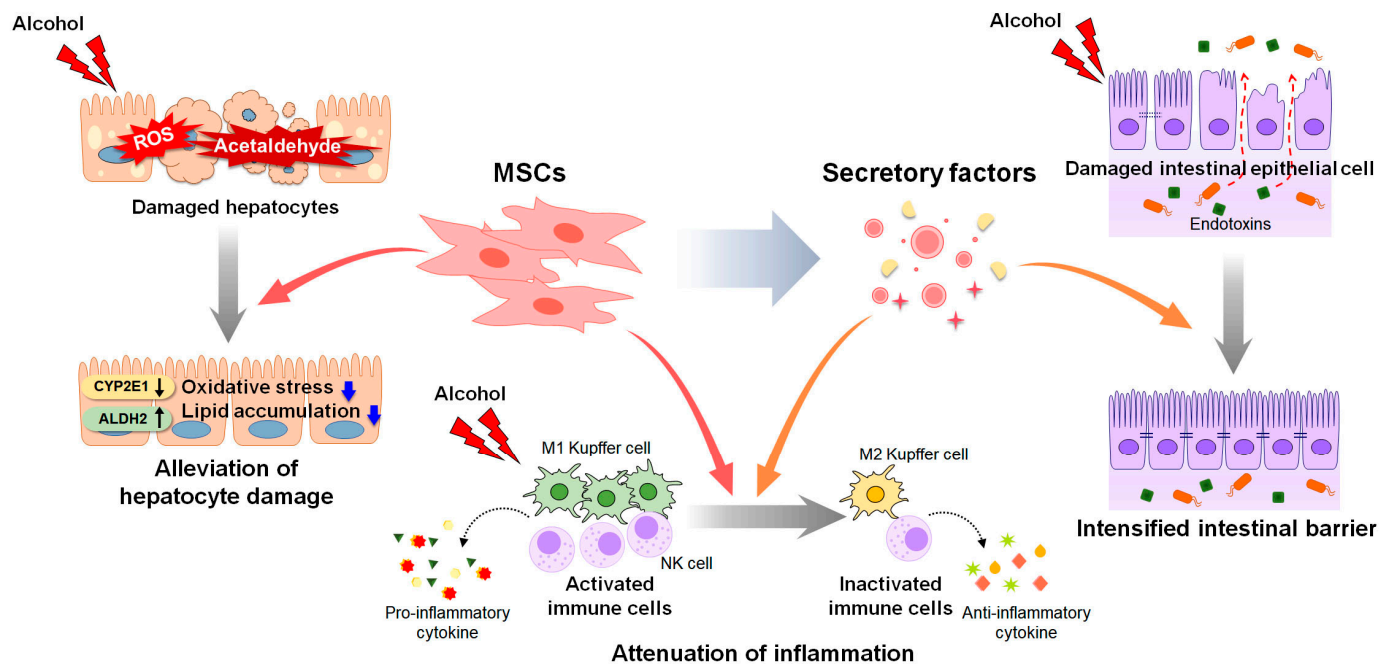 Alcohol
ROS
Acetaldehyde
Damaged hepatocytes
MSCs
Secretory factors
Alcohol
Damaged intestinal epithelial cell
Endotoxins
CYP2E1
Oxidative stress
ALDH2
Lipid accumulation
Alleviation of
hepatocyte damage
Alcohol
M1 Kupffer cell
NK cell
Activated
immune cells
Pro-inflammatory
cytokine
M2 Kupffer cell
Inactivated
immune cells
Anti-inflammatory
cytokine
Intensified intestinal barrier
Attenuation of inflammation